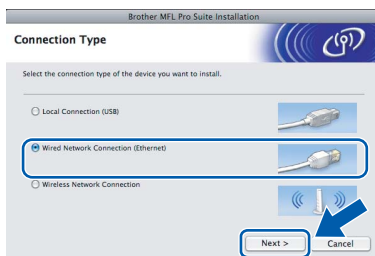 Brother MFL Pro Suite Installation
Connection Type
Select the connection type of the device you want to install.
Local Connection (USB)
Wired Network Connection (Ethernet)
Wireless Network Connection
Next >
Cancel